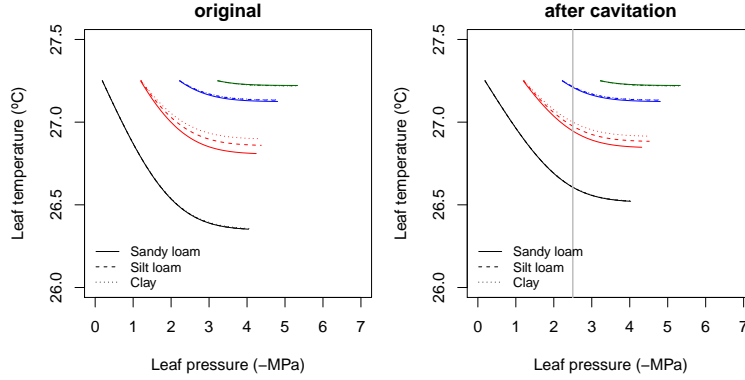 original
27.5
27.0
26.5
26.0
Leaf temperature (ºC)
Sandy loam
Silt loam
Clay
0 1 2 3 4 5 6 7
Leaf pressure (−MPa)
after cavitation
27.5
27.0
26.5
26.0
Leaf temperature (ºC)
Sandy loam
Silt loam
Clay
0 1 2 3 4 5 6 7
Leaf pressure (−MPa)